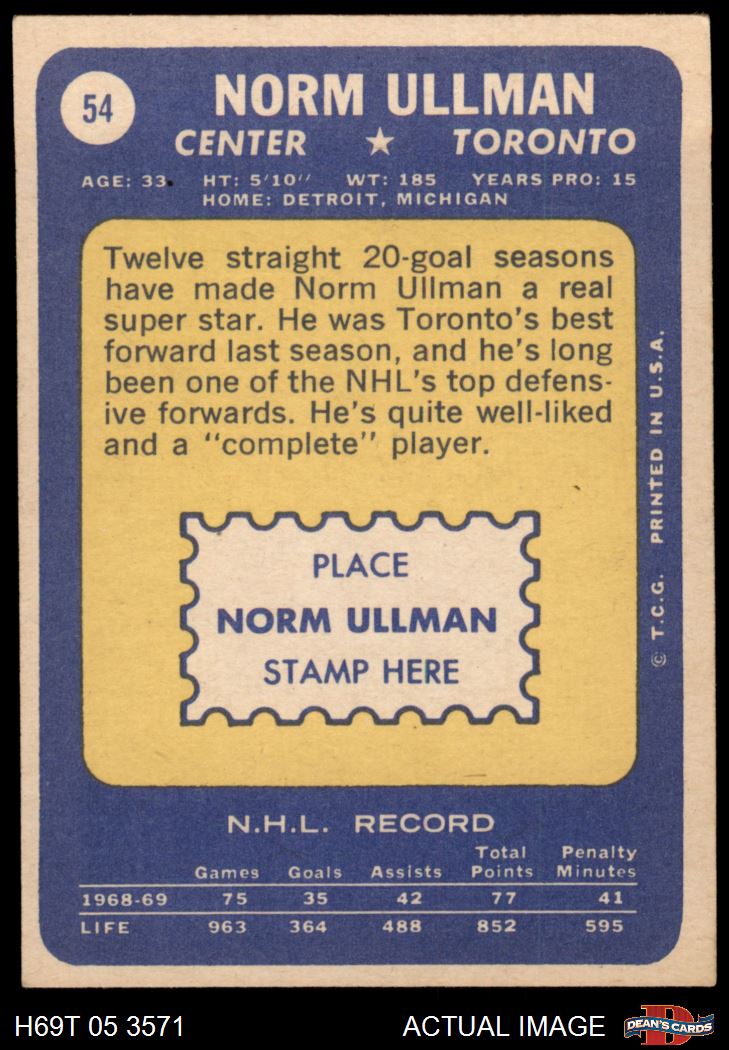 54
NORM ULLMAN
CENTER ★ TORONTO
AGE: 33. HT: 5'10" WT: 185 YEARS PRO: 15
HOME: DETROIT, MICHIGAN
Twelve straight 20-goal seasons
have made Norm Ullman a real
super star. He was Toronto's best
forward last season, and he's long
been one of the NHL's top defens-
ive forwards. He's quite well-liked
and a "complete" player.
PLACE
NORM ULLMAN
STAMP HERE
© T.C.G. PRINTED IN U.S.A.
N.H.L. RECORD
Games Goals Assists Total Points Penalty Minutes
1968-69 75 35 42 77 41
LIFE 963 364 488 852 595
H69T 05 3571 ACTUAL IMAGE
D
DEAN'S CARDS